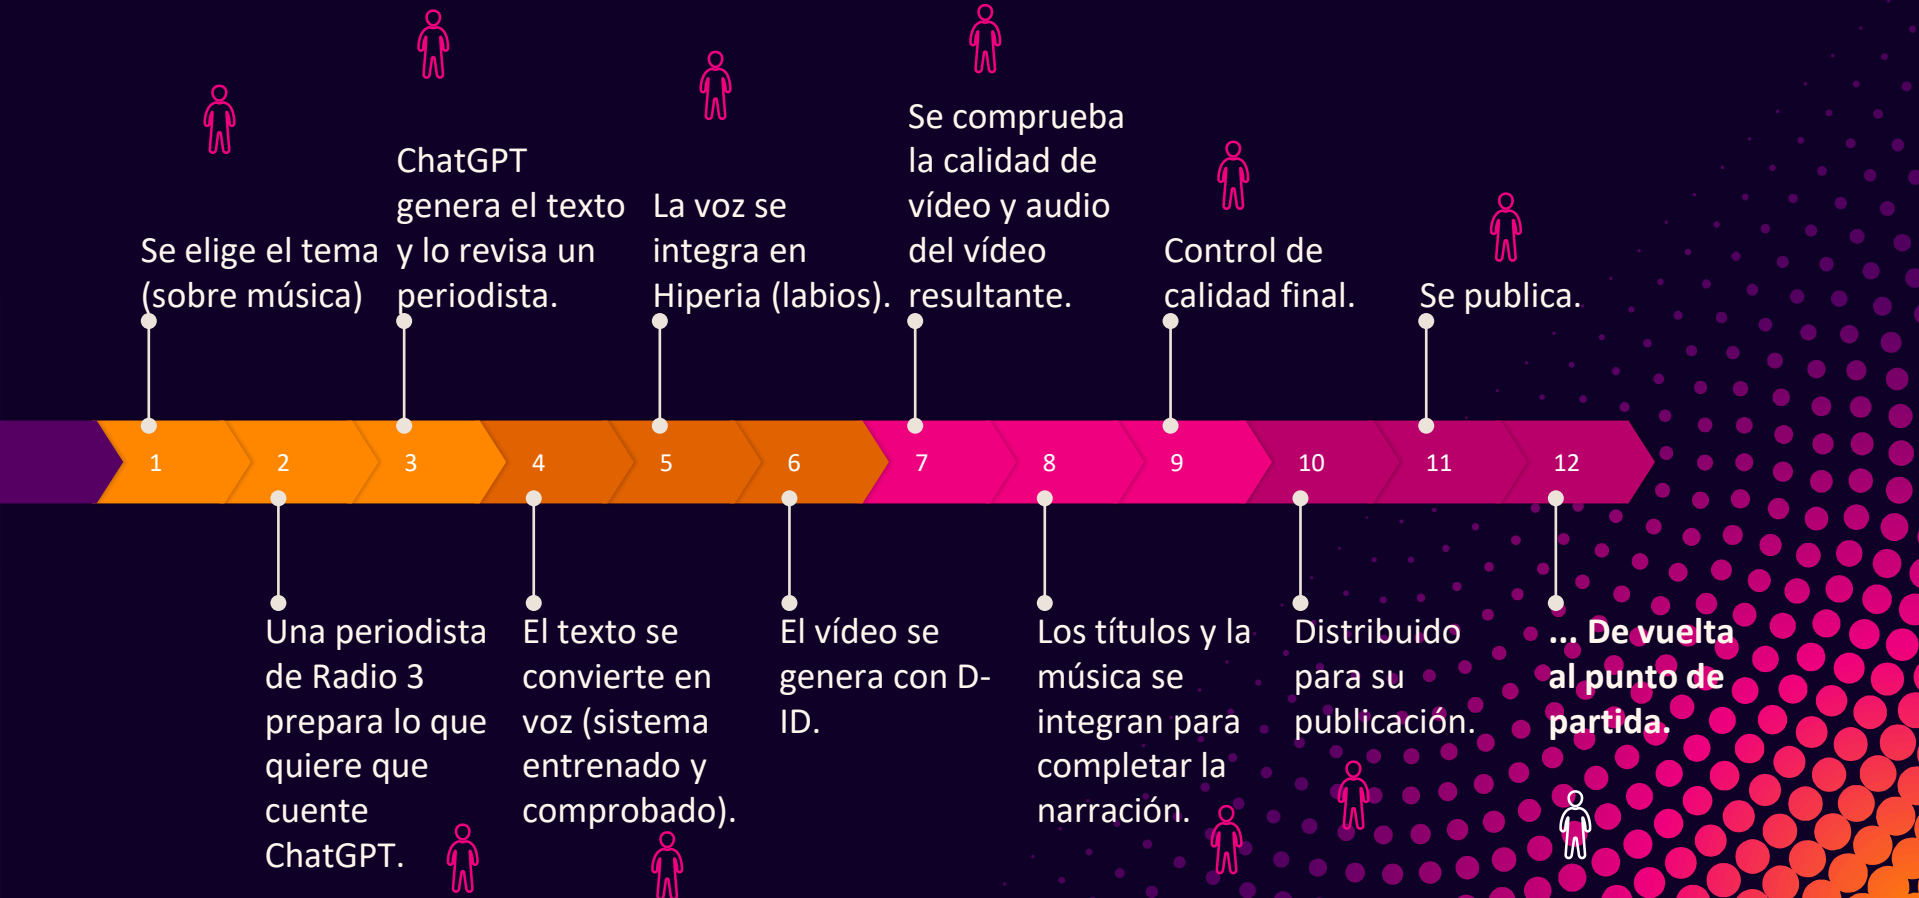 Se elige el tema
(sobre música)
ChatGPT
genera el texto
y lo revisa un
periodista.
La voz se
integra en
Hiperia (labios).
Se comprueba
la calidad de
vídeo y audio
del vídeo
resultante.
Control de
calidad final.
Se publica.
1 2 3 4 5 6 7 8 9 10 11 12
Una periodista
de Radio 3
prepara lo que
quiere que
cuente
ChatGPT.
El texto se
convierte en
voz (sistema
entrenado y
comprobado).
El vídeo se
genera con D-
ID.
Los títulos y la
música se
integran para
completar la
narración.
Distribuido
para su
publicación.
... De vuelta
al punto de
partida.